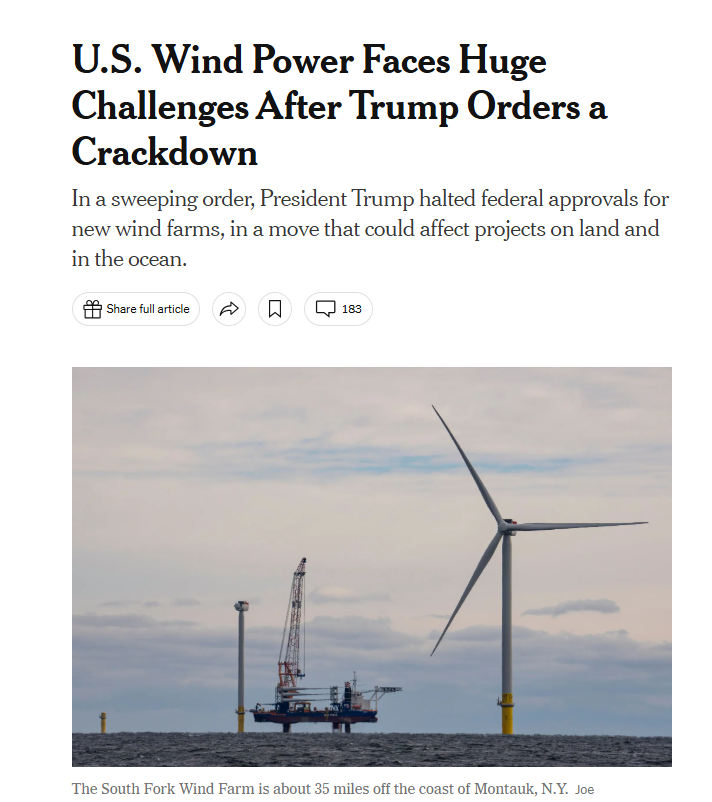 U.S. Wind Power Faces Huge
Challenges After Trump Orders a
Crackdown
In a sweeping order, President Trump halted federal approvals for
new wind farms, in a move that could affect projects on land and
in the ocean.
Share full article
183
The South Fork Wind Farm is about 35 miles off the coast of Montauk, N.Y. Joe